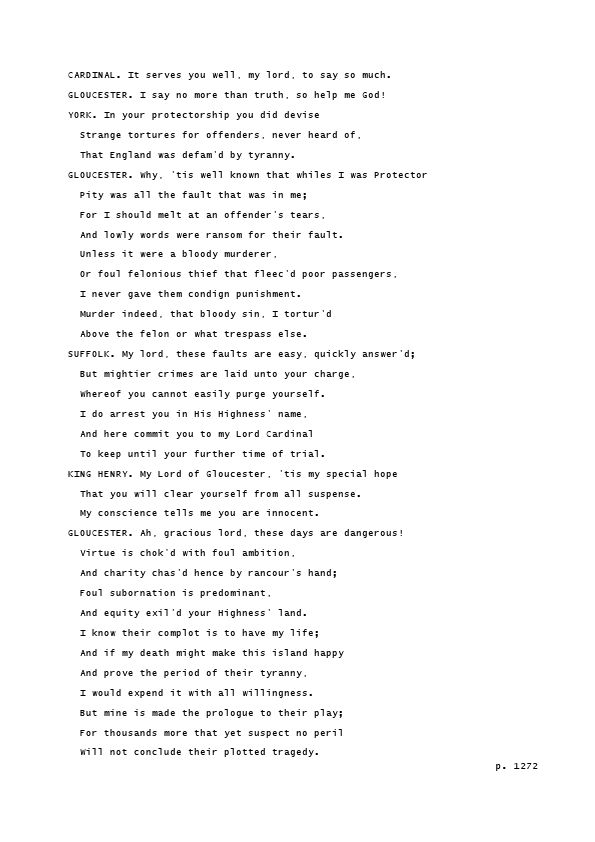 CARDINAL. It serves you well, my lord, to say so much.
GLOUCESTER. I say no more than truth, so help me God!
YORK. In your protectorship you did devise
Strange tortures for offenders, never heard of,
That England was defam'd by tyranny.
GLOUCESTER. Why, 'tis well known that whiles I was Protector
Pity was all the fault that was in me;
For I should melt at an offender's tears,
And lowly words were ransom for their fault.
Unless it were a bloody murderer,
Or foul felonious thief that fleec'd poor passengers,
I never gave them condign punishment.
Murder indeed, that bloody sin, I tortur'd
Above the felon or what trespass else.
SUFFOLK. My lord, these faults are easy, quickly answer'd;
But mightier crimes are laid unto your charge,
Whereof you cannot easily purge yourself.
I do arrest you in His Highness' name,
And here commit you to my Lord Cardinal
To keep until your further time of trial.
KING HENRY. My Lord of Gloucester, 'tis my special hope
That you will clear yourself from all suspense.
My conscience tells me you are innocent.
GLOUCESTER. Ah, gracious lord, these days are dangerous!
Virtue is chok'd with foul ambition,
And charity chas'd hence by rancour's hand;
Foul subornation is predominant,
And equity exil'd your Highness' land.
I know their complot is to have my life;
And if my death might make this island happy
And prove the period of their tyranny,
I would expend it with all willingness.
But mine is made the prologue to their play;
For thousands more that yet suspect no peril
Will not conclude their plotted tragedy.
p. 1272